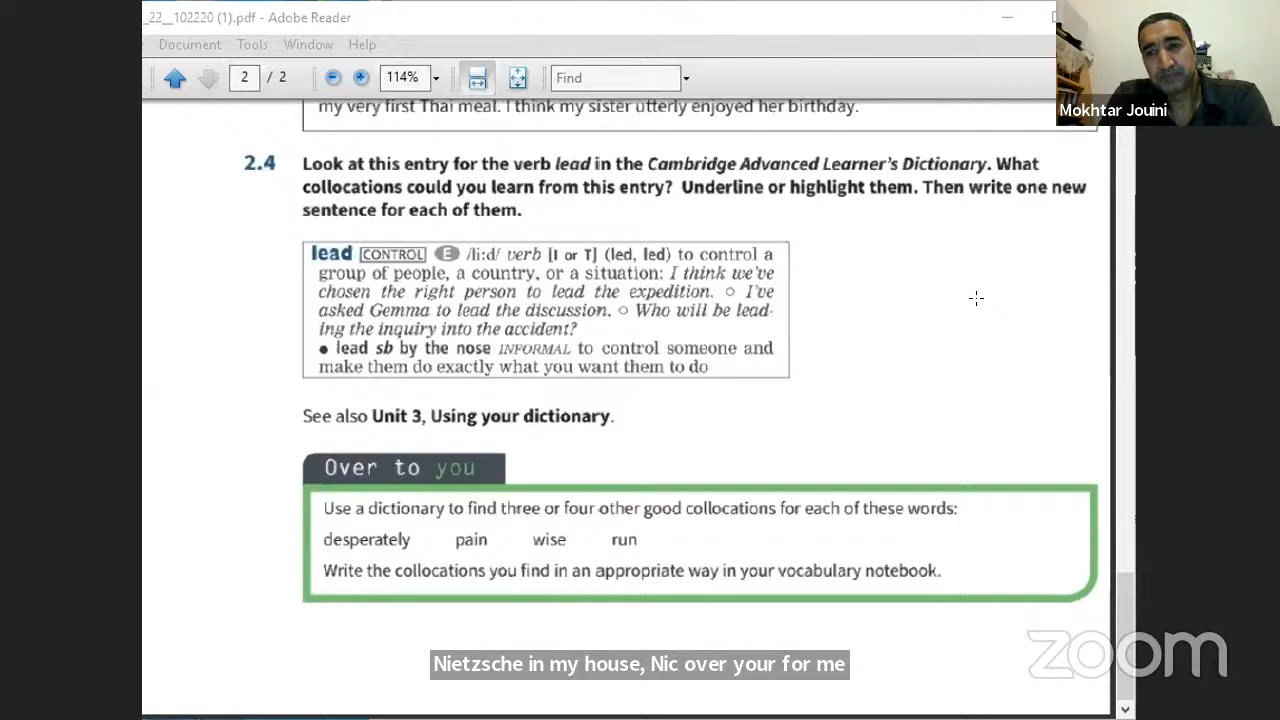 _22__102220 (1).pdf - Adobe Reader
Document Tools Window Help
2 / 2 114% Find
Mokhtar Jouini
my very first Thai meal. I think my sister utterly enjoyed her birthday.
2.4 Look at this entry for the verb lead in the Cambridge Advanced Learner's Dictionary. What
collocations could you learn from this entry? Underline or highlight them. Then write one new
sentence for each of them.
lead CONTROL E /liːd/ verb [I or T] (led, led) to control a
group of people, a country, or a situation: I think we've
chosen the right person to lead the expedition. ○ I've
asked Gemma to lead the discussion. ○ Who will be lead-
ing the inquiry into the accident?
● lead sb by the nose INFORMAL to control someone and
make them do exactly what you want them to do
See also Unit 3, Using your dictionary.
Over to you
Use a dictionary to find three or four other good collocations for each of these words:
desperately pain wise run
Write the collocations you find in an appropriate way in your vocabulary notebook.
Nietzsche in my house, Nic over your for me
zoom